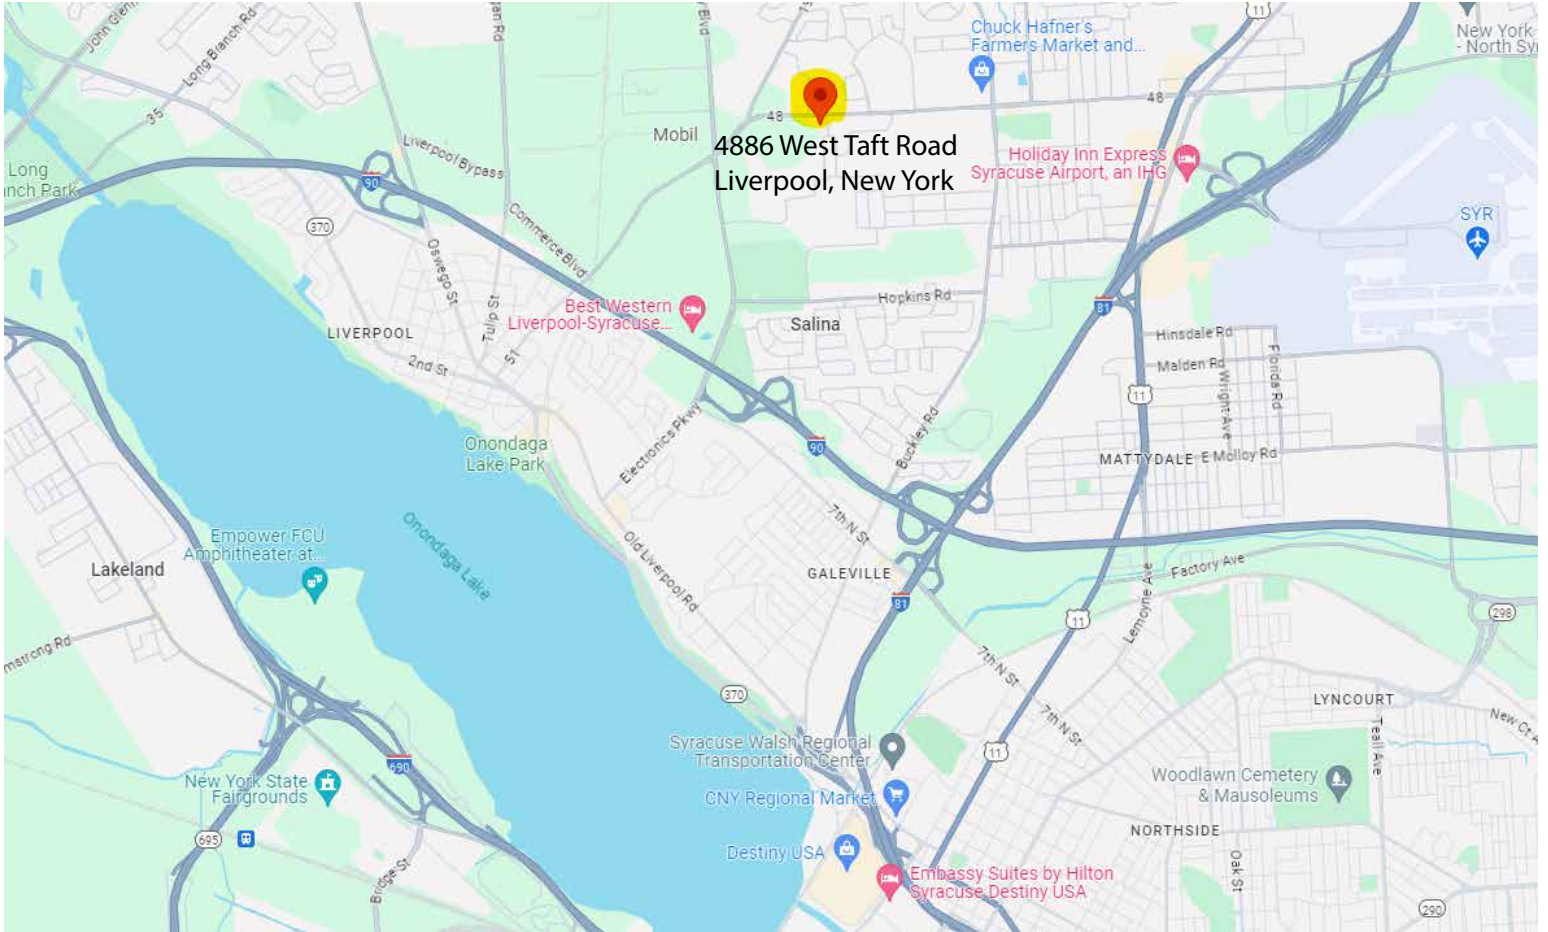 11
John Glenn
Long Branch Rd
Chuck Hafner's
Farmers Market and...
New York
- North Sy
35
48
48
Mobil
4886 West Taft Road
Liverpool, New York
Liverpool Bypass
Holiday Inn Express
Syracuse Airport, an IHG
Long
nch Park
90
370
Commerce Blvd
Oswego St
SYR
Tulip St
Best Western
Liverpool-Syracuse...
Hopkins Rd
81
LIVERPOOL
Salina
Hinsdale Rd
Florida Rd
51
2nd St
Malden Rd
Wright Ave
11
Electronics Pkwy
Buckley Rd
90
Onondaga
Lake Park
MATTYDALE
E Molloy Rd
7th N St
Onondaga Lake
Empower FCU
Amphitheater at...
Old Liverpool Rd
Lakeland
GALEVILLE
Factory Ave
81
Lemoyne Ave
298
11
mstrong Rd
7th N St
370
LYNCOURT
7th N St
New Ct A
Teall Ave
Syracuse Walsh Regional
Transportation Center
11
690
New York State
Fairgrounds
Woodlawn Cemetery
& Mausoleums
CNY Regional Market
695
NORTHSIDE
Destiny USA
Bridge St
Oak St
Embassy Suites by Hilton
Syracuse Destiny USA
290